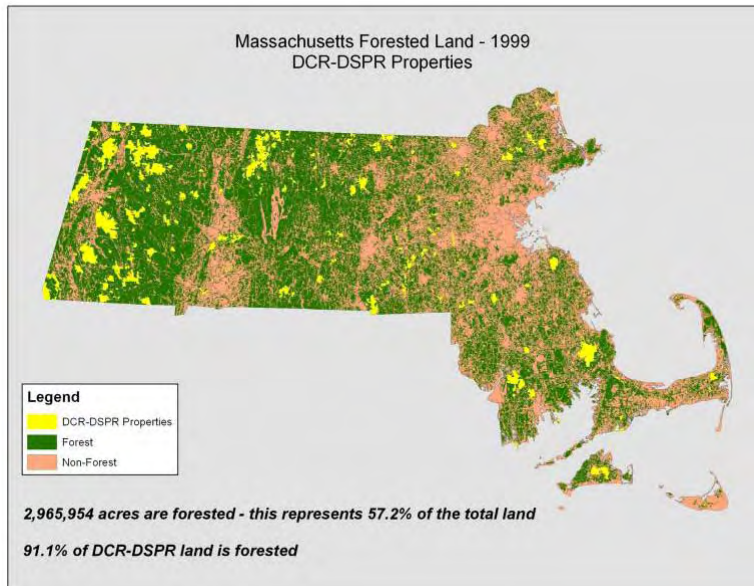 Massachusetts Forested Land - 1999
DCR-DSPR Properties
Legend
DCR-DSPR Properties
Forest
Non-Forest
2,965,954 acres are forested - this represents 57.2% of the total land
91.1% of DCR-DSPR land is forested